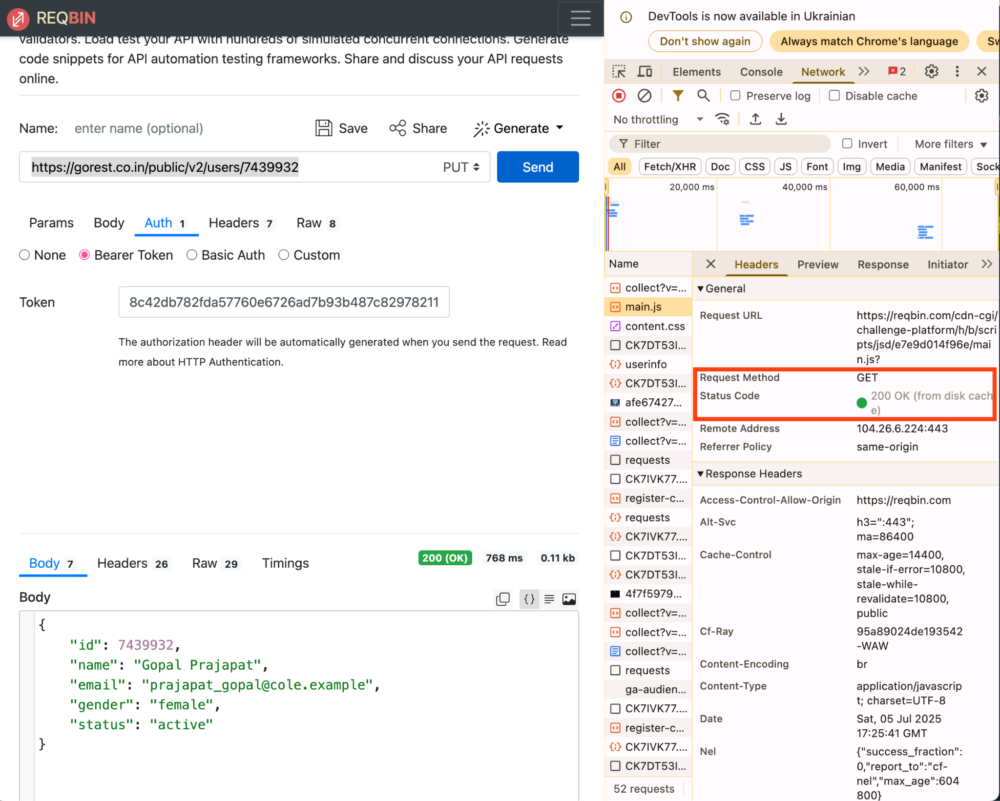 REQBIN
validators. Load test your API with hundreds of simulated concurrent connections. Generate
code snippets for API automation testing frameworks. Share and discuss your API requests
online.
Name: enter name (optional) Save Share Generate
https://gorest.co.in/public/v2/users/7439932 PUT Send
Params Body Auth 1 Headers 7 Raw 8
None Bearer Token Basic Auth Custom
Token 8c42db782fda57760e6726ad7b93b487c82978211
The authorization header will be automatically generated when you send the request. Read
more about HTTP Authentication.
Body 7 Headers 26 Raw 29 Timings 200 (OK) 768 ms 0.11 kb
Body
{
"id": 7439932,
"name": "Gopal Prajapat",
"email": "prajapat_gopal@cole.example",
"gender": "female",
"status": "active"
}
DevTools is now available in Ukrainian
Don't show again Always match Chrome's language Sw
Elements Console Network 2
Preserve log Disable cache
No throttling
Filter Invert More filters
All Fetch/XHR Doc CSS JS Font Img Media Manifest Sock
20,000 ms 40,000 ms 60,000 ms
Name
collect?v=...
main.js
content.css
CK7DT53I...
userinfo
CK7DT53I...
afe67427...
collect?v=...
collect?v=...
requests
CK7IVK77....
register-c...
requests
CK7IVK77....
CK7DT53I...
CK7DT53I...
4f7f5979...
collect?v=...
collect?v=...
collect?v=...
requests
ga-audien...
CK7IVK77....
register-c...
CK7IVK77....
CK7DT53I...
52 requests
Headers Preview Response Initiator
General
Request URL https://reqbin.com/cdn-cgi/
challenge-platform/h/b/scri
pts/jsd/e7e9d014f96e/mai
n.js?
Request Method GET
Status Code 200 OK (from disk cach
e)
Remote Address 104.26.6.224:443
Referrer Policy same-origin
Response Headers
Access-Control-Allow-Origin https://reqbin.com
Alt-Svc h3=":443";
ma=86400
Cache-Control max-age=14400,
stale-if-error=10800,
stale-while-
revalidate=10800,
public
Cf-Ray 95a89024de193542
-WAW
Content-Encoding br
Content-Type application/javascrip
t; charset=UTF-8
Date Sat, 05 Jul 2025
17:25:41 GMT
Nel {"success_fraction":
0,"report_to":"cf-
nel","max_age":604
800}